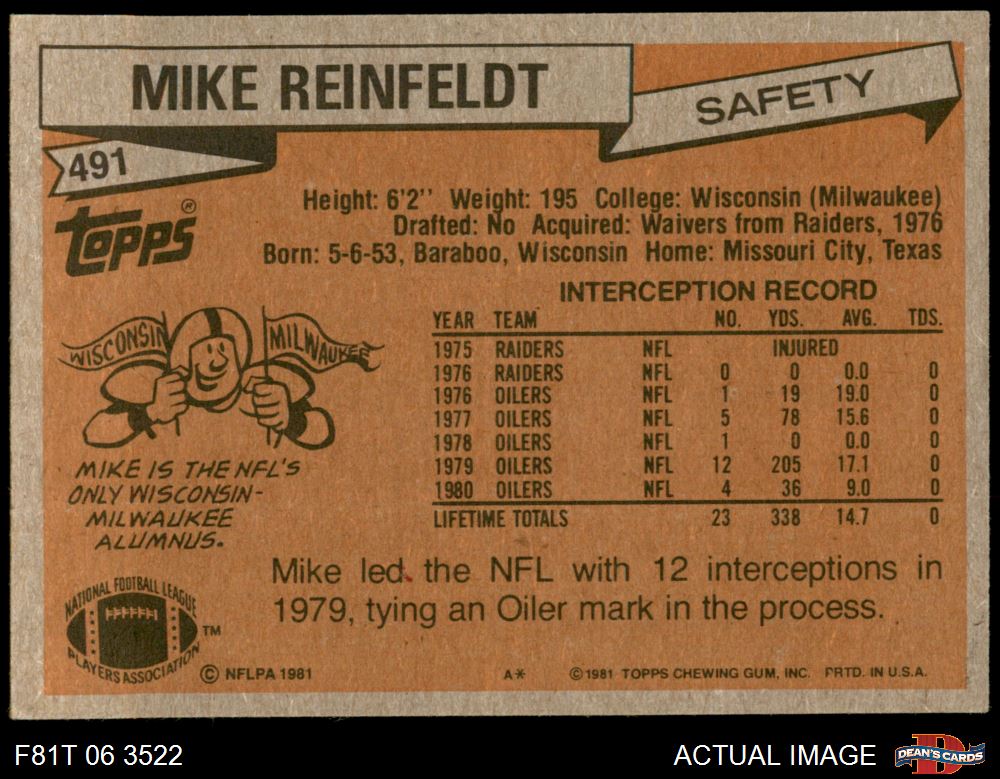 MIKE REINFELDT
SAFETY
491
Topps®
Height: 6'2'' Weight: 195 College: Wisconsin (Milwaukee)
Drafted: No Acquired: Waivers from Raiders, 1976
Born: 5-6-53, Baraboo, Wisconsin Home: Missouri City, Texas
INTERCEPTION RECORD
YEAR TEAM NO. YDS. AVG. TDS.
1975 RAIDERS NFL INJURED
1976 RAIDERS NFL 0 0 0.0 0
1976 OILERS NFL 1 19 19.0 0
1977 OILERS NFL 5 78 15.6 0
1978 OILERS NFL 1 0 0.0 0
1979 OILERS NFL 12 205 17.1 0
1980 OILERS NFL 4 36 9.0 0
LIFETIME TOTALS 23 338 14.7 0
WISCONSIN MILWAUKEE
MIKE IS THE NFL'S
ONLY WISCONSIN-
MILWAUKEE
ALUMNUS.
Mike led the NFL with 12 interceptions in
1979, tying an Oiler mark in the process.
NATIONAL FOOTBALL LEAGUE
PLAYERS ASSOCIATION
TM
© NFLPA 1981
A*
© 1981 TOPPS CHEWING GUM, INC. PRTD. IN U.S.A.
F81T 06 3522
ACTUAL IMAGE
D
DEAN'S CARDS